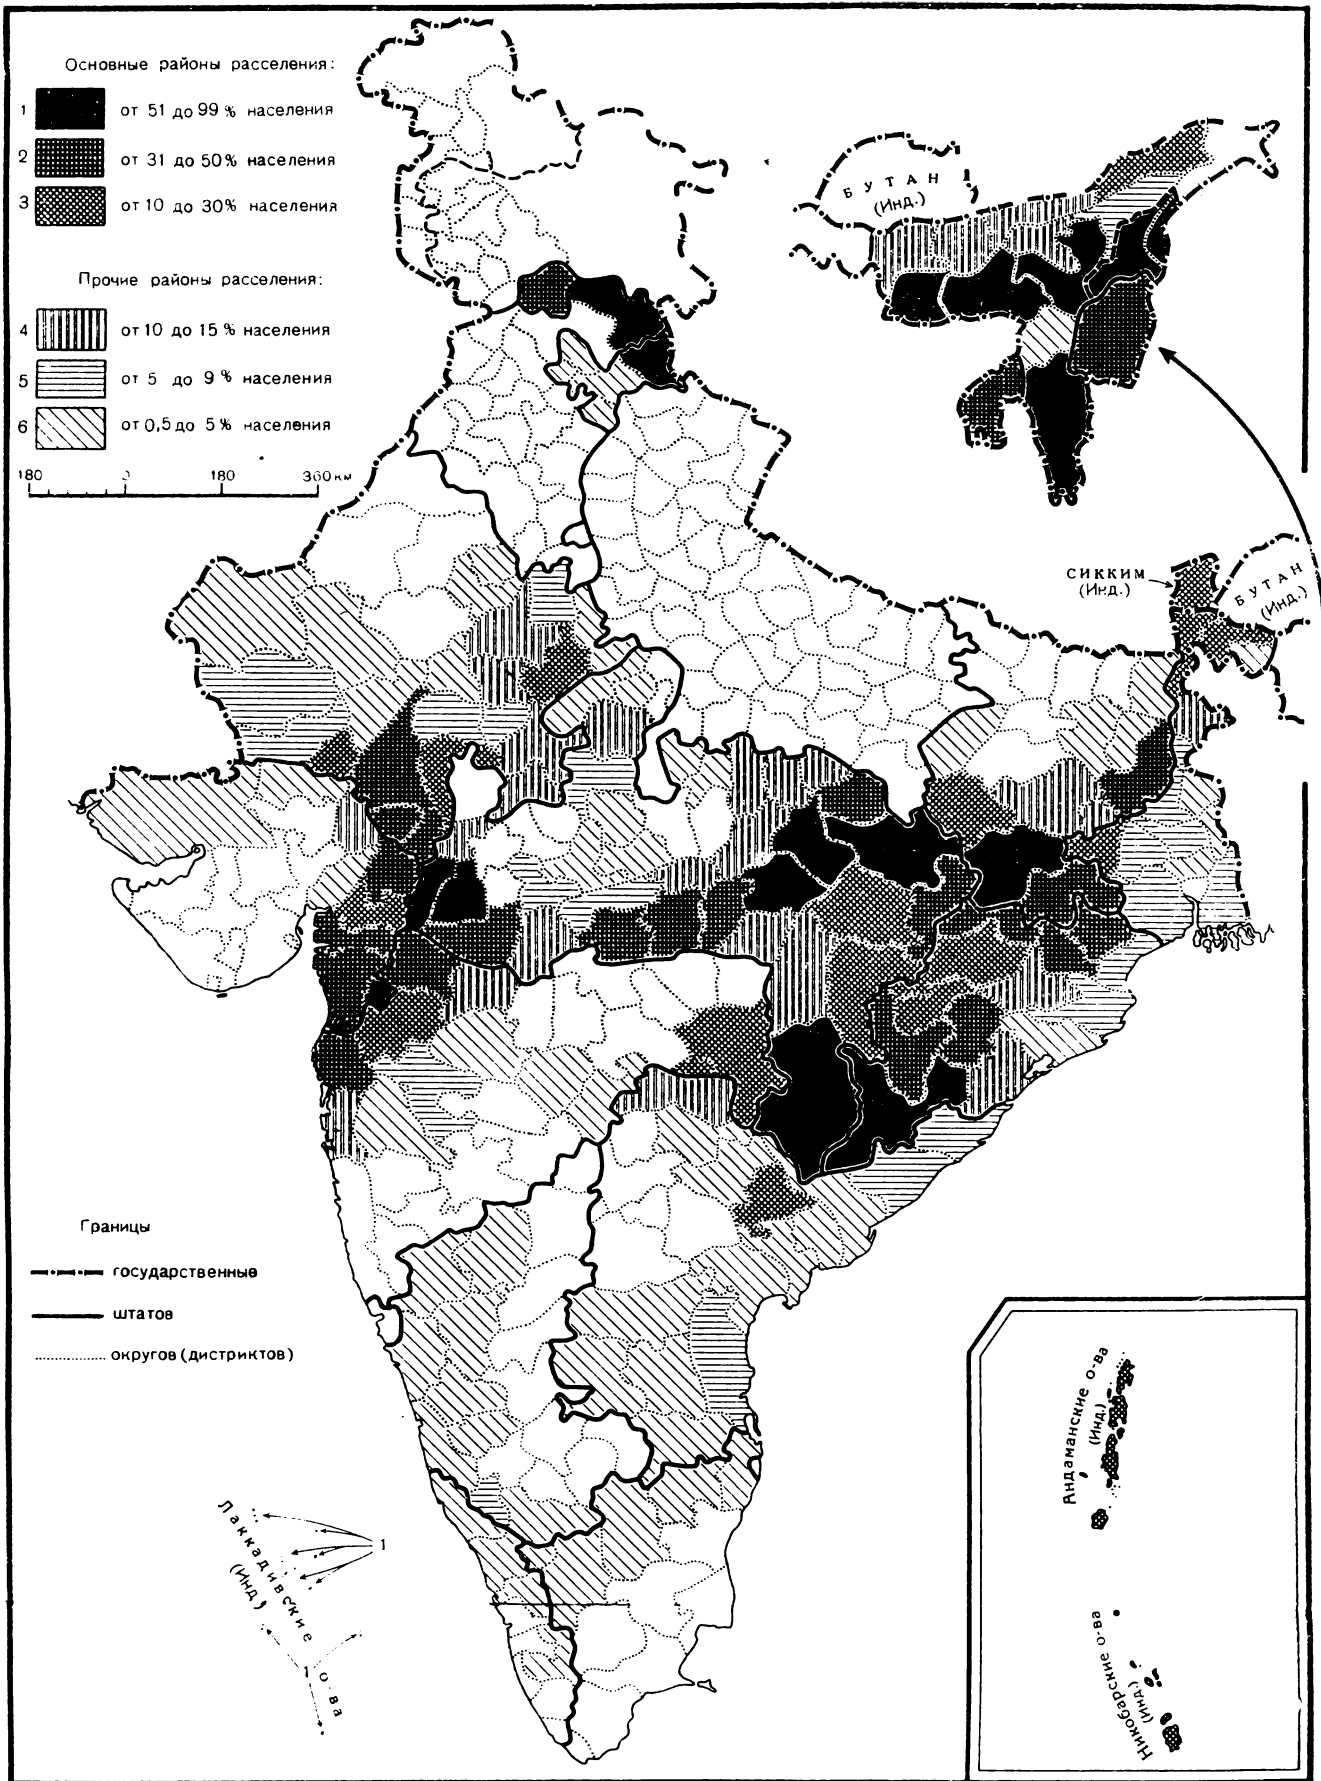 Основные районы расселения:
1 от 51 до 99 % населения
2 от 31 до 50% населения
3 от 10 до 30% населения
Прочие районы расселения:
4 от 10 до 15 % населения
5 от 5 до 9 % населения
6 от 0,5 до 5 % населения
180 0 180 360 км
БУТАН
(Инд.)
СИККИМ
(Инд.)
БУТАН
(Инд.)
Границы
государственные
штатов
округов (дистриктов)
Лаккадивские о-ва
(Инд.)
1
1
Андаманские о-ва
(Инд.)
Никобарские о-ва
(Инд.)